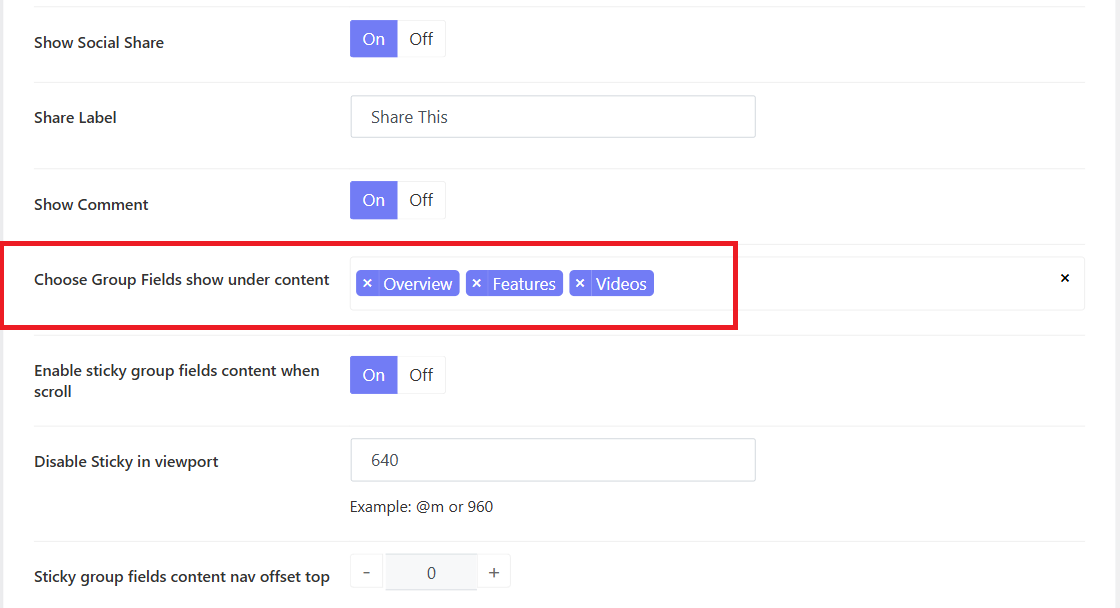 Show Social Share
On Off
Share Label
Share This
Show Comment
On Off
Choose Group Fields show under content
× Overview × Features × Videos ×
Enable sticky group fields content when
scroll
On Off
Disable Sticky in viewport
640
Example: @m or 960
Sticky group fields content nav offset top
- 0 +